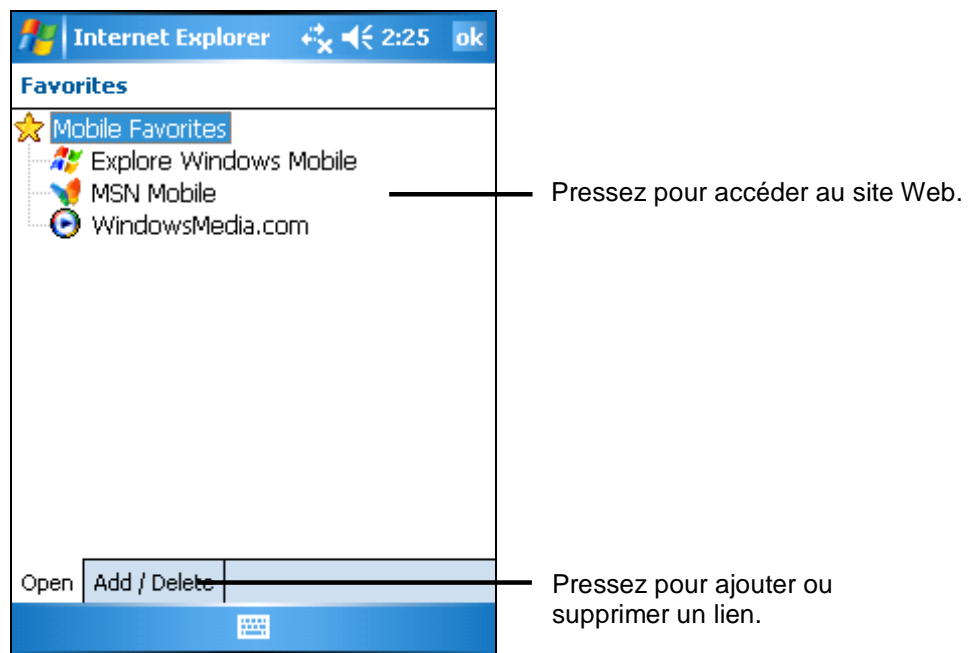 Internet Explorer 2:25 ok
Favorites
Mobile Favorites
Explore Windows Mobile
MSN Mobile
WindowsMedia.com
Pressez pour accéder au site Web.
Open Add / Delete
Pressez pour ajouter ou
supprimer un lien.